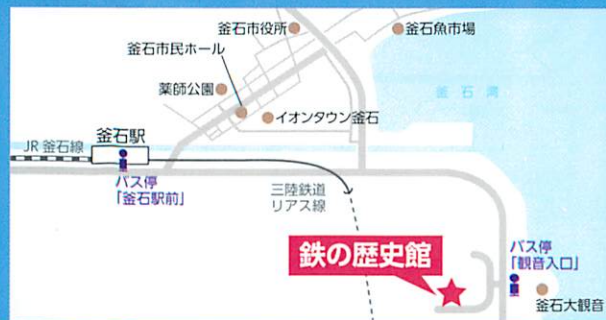 釜石市役所
釜石魚市場
釜石市民ホール
薬師公園
イオンタウン釜石
釜石湾
釜石駅
JR 釜石線
バス停
「釜石駅前」
三陸鉄道
リアス線
鉄の歴史館
バス停
「観音入口」
釜石大観音